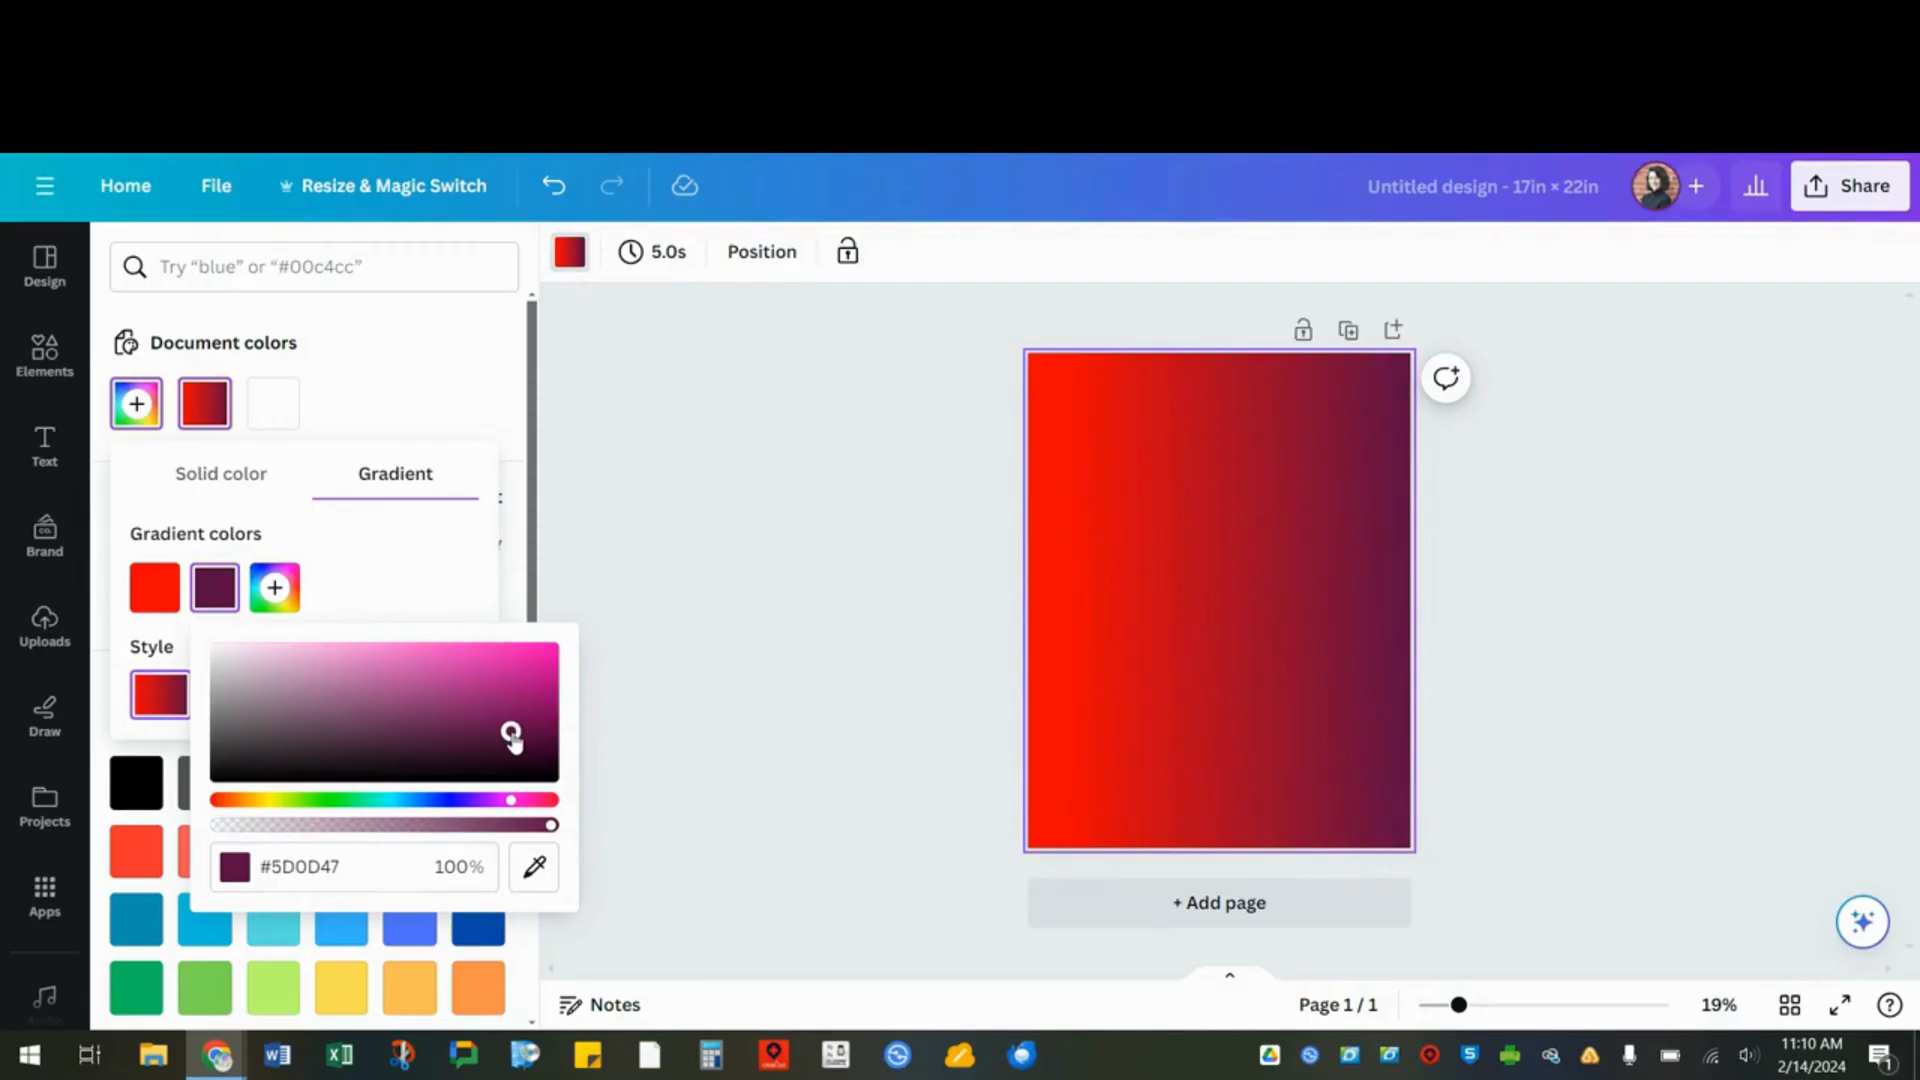 Home File Resize & Magic Switch Untitled design - 17in × 22in Share
Design
Elements
Text
Brand
Uploads
Draw
Projects
Apps
Audio
Try “blue” or “#00c4cc”
Document colors
Solid color Gradient
Gradient colors
Style
#5D0D47 100%
5.0s Position
+ Add page
Notes
Page 1 / 1 19%
11:10 AM
2/14/2024
1